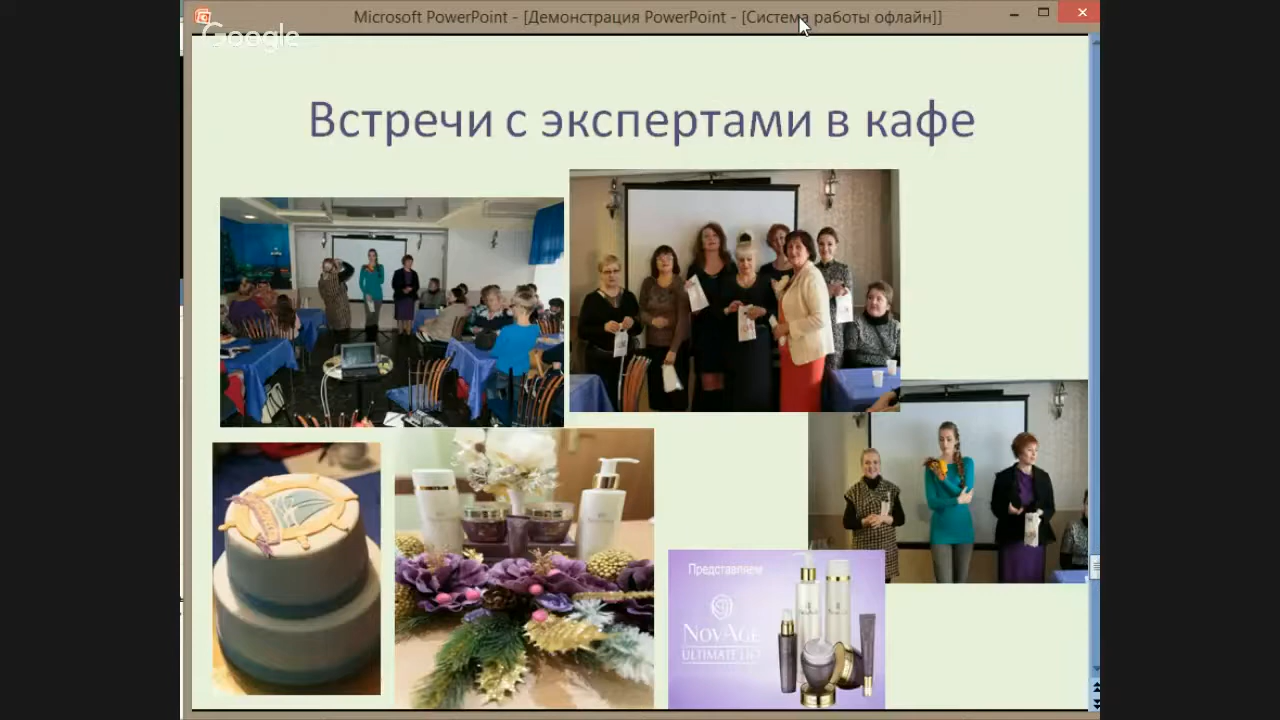 Microsoft PowerPoint - [Демонстрация PowerPoint - [Система работы офлайн]]
Google
Встречи с экспертами в кафе
Представляем
NOVAGE
ULTIMATE LIFT